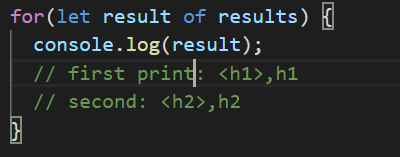 for(let result of results) {
console.log(result);
// first print: <h1>,h1
// second: <h2>,h2
}